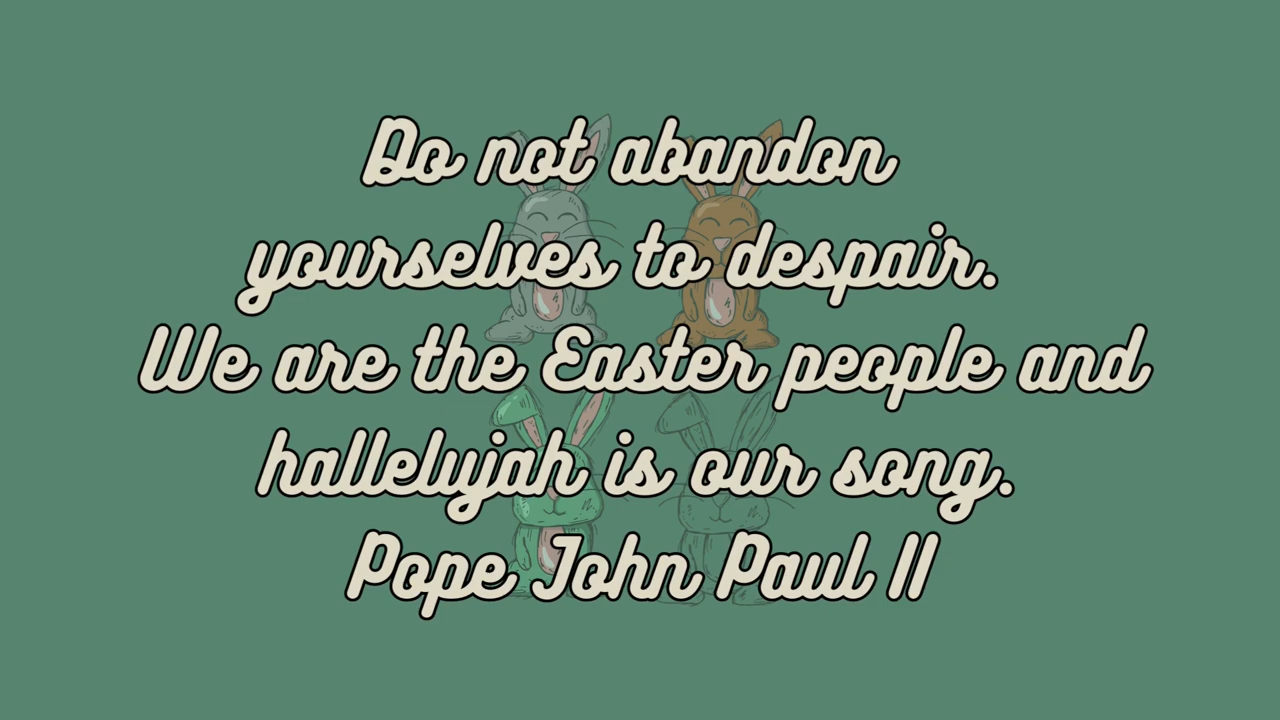 Do not abandon
yourselves to despair.
We are the Easter people and
hallelujah is our song.
Pope John Paul II